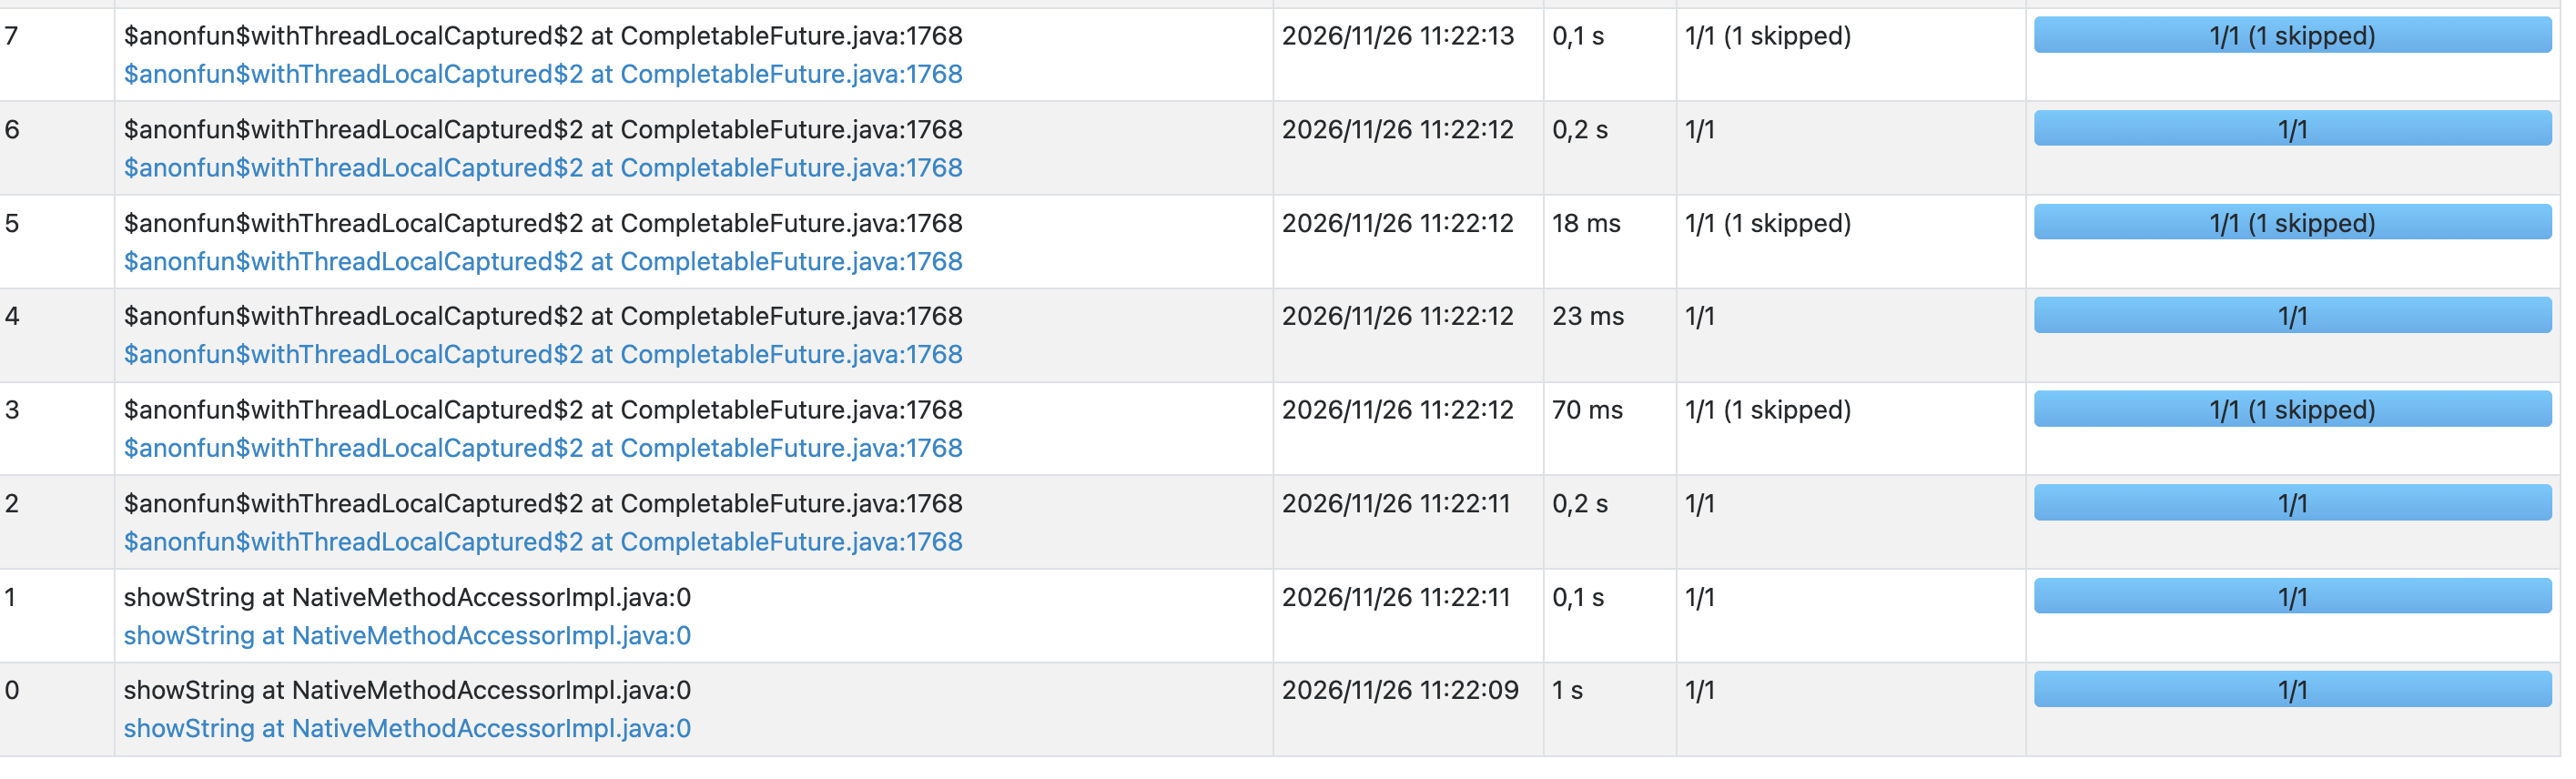 7 $anonfun$withThreadLocalCaptured$2 at CompletableFuture.java:1768 2026/11/26 11:22:13 0,1 s 1/1 (1 skipped) 1/1 (1 skipped)
$anonfun$withThreadLocalCaptured$2 at CompletableFuture.java:1768
6 $anonfun$withThreadLocalCaptured$2 at CompletableFuture.java:1768 2026/11/26 11:22:12 0,2 s 1/1 1/1
$anonfun$withThreadLocalCaptured$2 at CompletableFuture.java:1768
5 $anonfun$withThreadLocalCaptured$2 at CompletableFuture.java:1768 2026/11/26 11:22:12 18 ms 1/1 (1 skipped) 1/1 (1 skipped)
$anonfun$withThreadLocalCaptured$2 at CompletableFuture.java:1768
4 $anonfun$withThreadLocalCaptured$2 at CompletableFuture.java:1768 2026/11/26 11:22:12 23 ms 1/1 1/1
$anonfun$withThreadLocalCaptured$2 at CompletableFuture.java:1768
3 $anonfun$withThreadLocalCaptured$2 at CompletableFuture.java:1768 2026/11/26 11:22:12 70 ms 1/1 (1 skipped) 1/1 (1 skipped)
$anonfun$withThreadLocalCaptured$2 at CompletableFuture.java:1768
2 $anonfun$withThreadLocalCaptured$2 at CompletableFuture.java:1768 2026/11/26 11:22:11 0,2 s 1/1 1/1
$anonfun$withThreadLocalCaptured$2 at CompletableFuture.java:1768
1 showString at NativeMethodAccessorImpl.java:0 2026/11/26 11:22:11 0,1 s 1/1 1/1
showString at NativeMethodAccessorImpl.java:0
0 showString at NativeMethodAccessorImpl.java:0 2026/11/26 11:22:09 1 s 1/1 1/1
showString at NativeMethodAccessorImpl.java:0